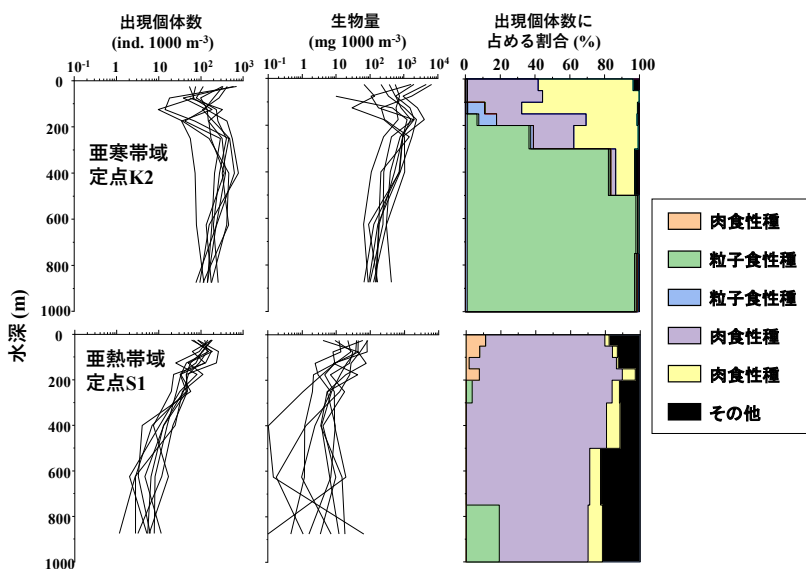 出現個体数
(ind. 1000 m⁻³)
.1 1 10 10² 10³
生物量
(mg 1000 m⁻³)
.1 1 10 10² 10³ 10⁴
出現個体数に
占める割合 (%)
0 20 40 60 80 100
水深 (m)
0
200
400
600
800
1000
亜寒帯域
定点K2
0
200
400
600
800
1000
亜熱帯域
定点S1
肉食性種
粒子食性種
粒子食性種
肉食性種
肉食性種
その他